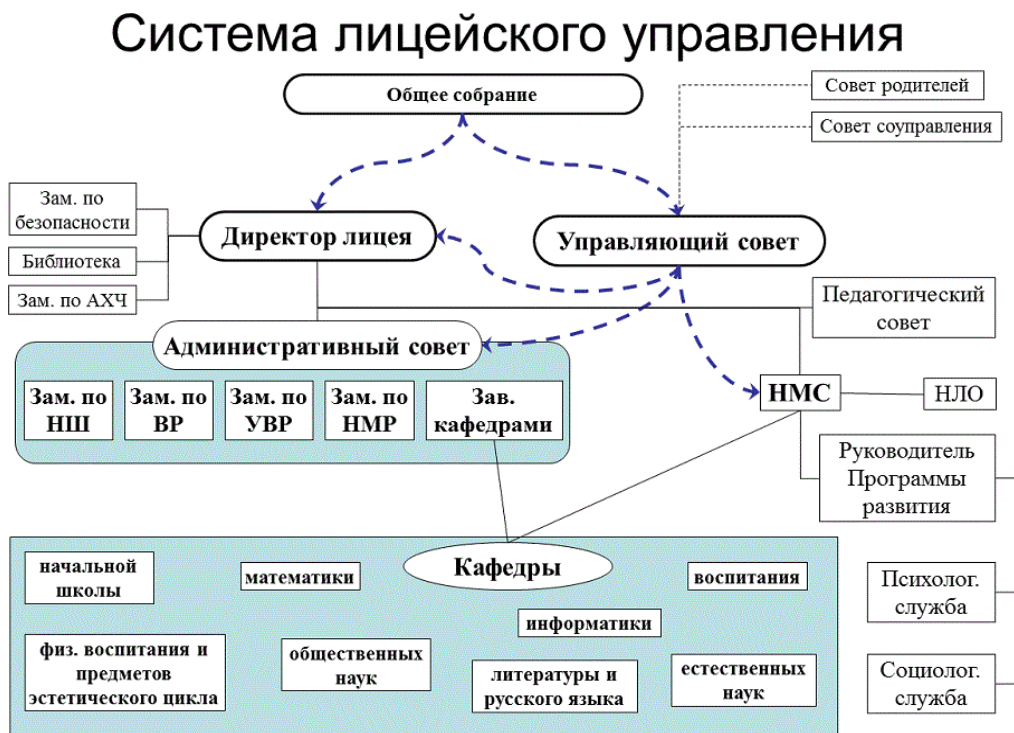 Система лицейского управления
Общее собрание
Совет родителей
Совет соуправления
Зам. по
безопасности
Библиотека
Зам. по АХЧ
Директор лицея
Управляющий совет
Педагогический
совет
Административный совет
Зам. по
НШ
Зам. по
ВР
Зам. по
УВР
Зам. по
НМР
Зав.
кафедрами
НМС
НЛО
Руководитель
Программы
развития
Кафедры
начальной
школы
математики
воспитания
информатики
физ. воспитания и
предметов
эстетического цикла
общественных
наук
литературы и
русского языка
естественных
наук
Психолог.
служба
Социолог.
служба